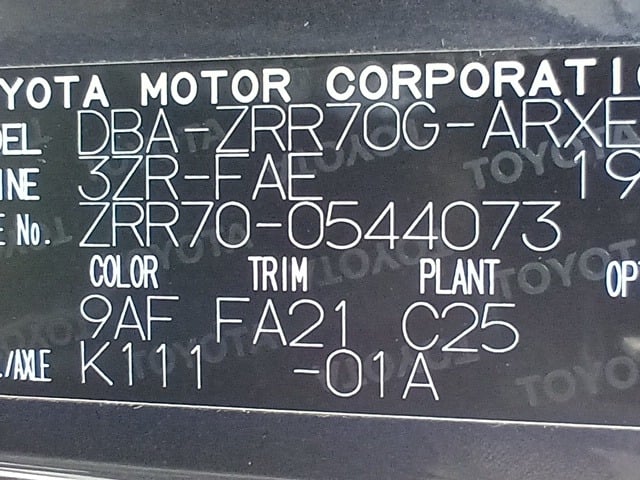 TOYOTA MOTOR CORPORATI
DEL DBA-ZRR70G-ARXE
INE 3ZR-FAE 19
E No. ZRR70-0544073
COLOR TRIM PLANT OPT
9AF FA21 C25
./AXLE K111 -01A